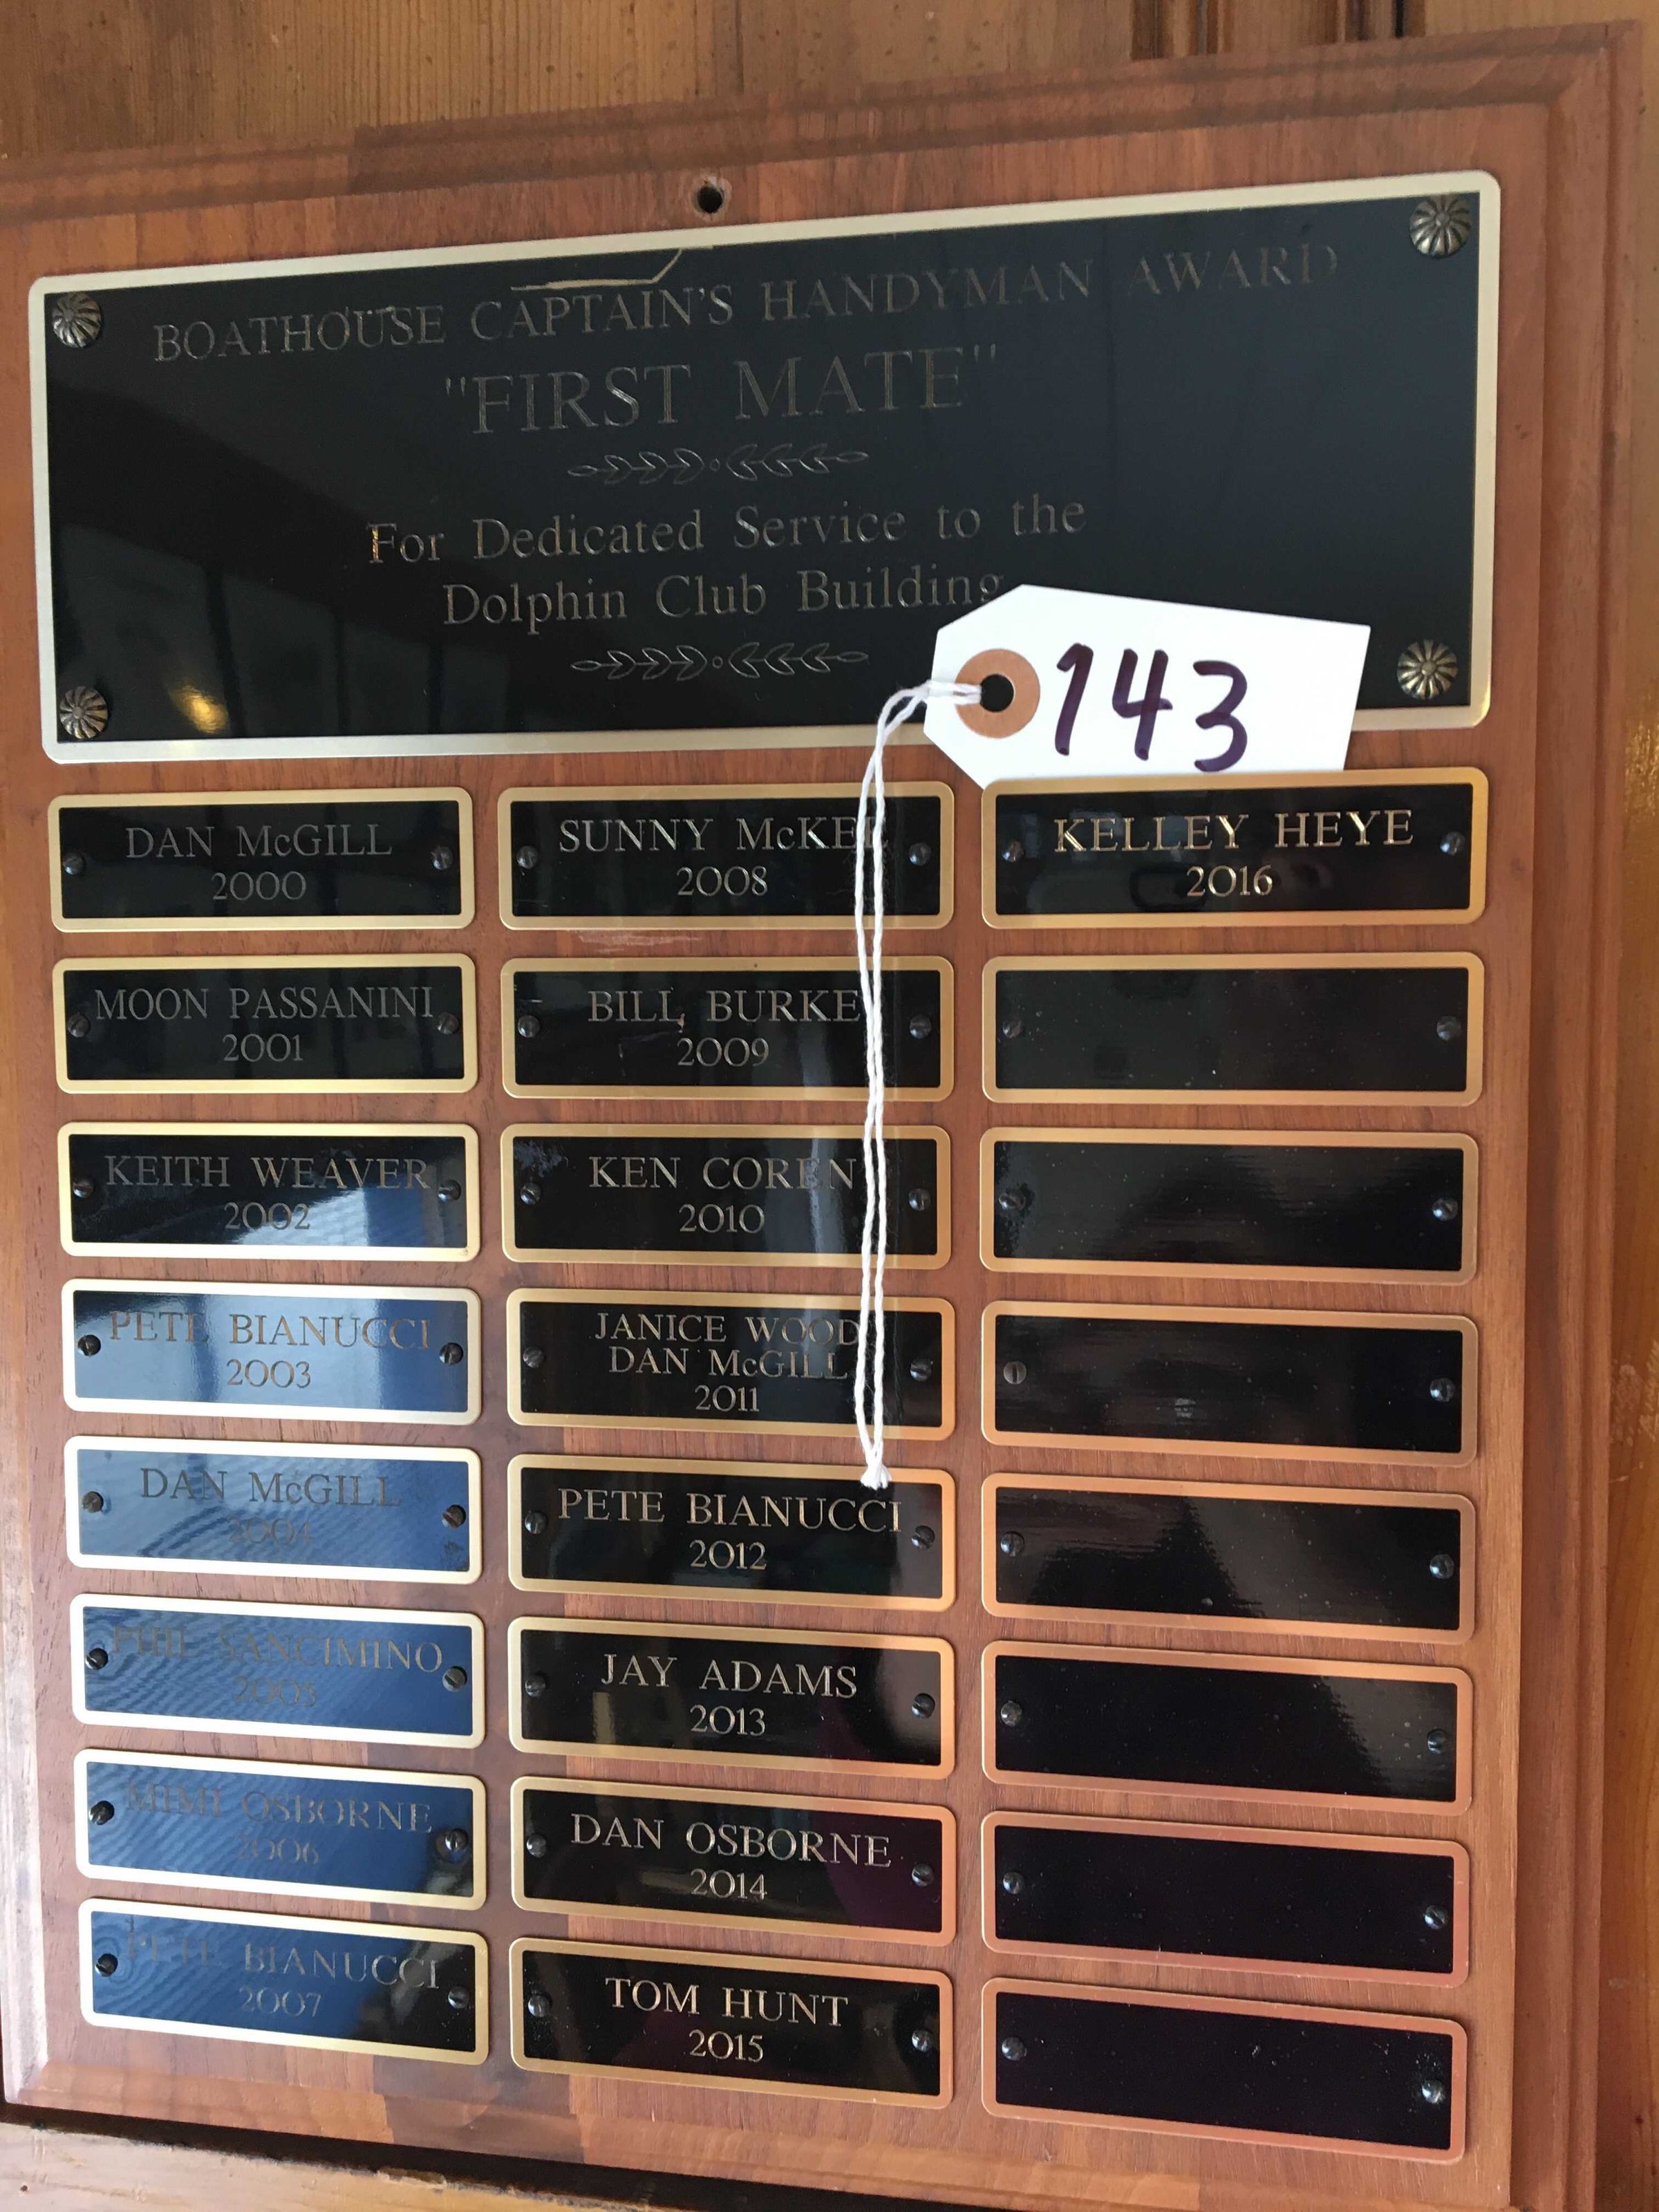 BOATHOUSE CAPTAIN'S HANDYMAN AWARD
"FIRST MATE"
For Dedicated Service to the
Dolphin Club Building
143
DAN McGILL
2000
MOON PASSANINI
2001
KEITH WEAVER
2002
PETE BIANUCCI
2003
DAN McGILL
2004
PHIL SANCIMINO
2005
MIMI OSBORNE
2006
PETE BIANUCCI
2007
SUNNY McKEE
2008
BILL BURKE
2009
KEN COREN
2010
JANICE WOOD
DAN McGILL
2011
PETE BIANUCCI
2012
JAY ADAMS
2013
DAN OSBORNE
2014
TOM HUNT
2015
KELLEY HEYE
2016